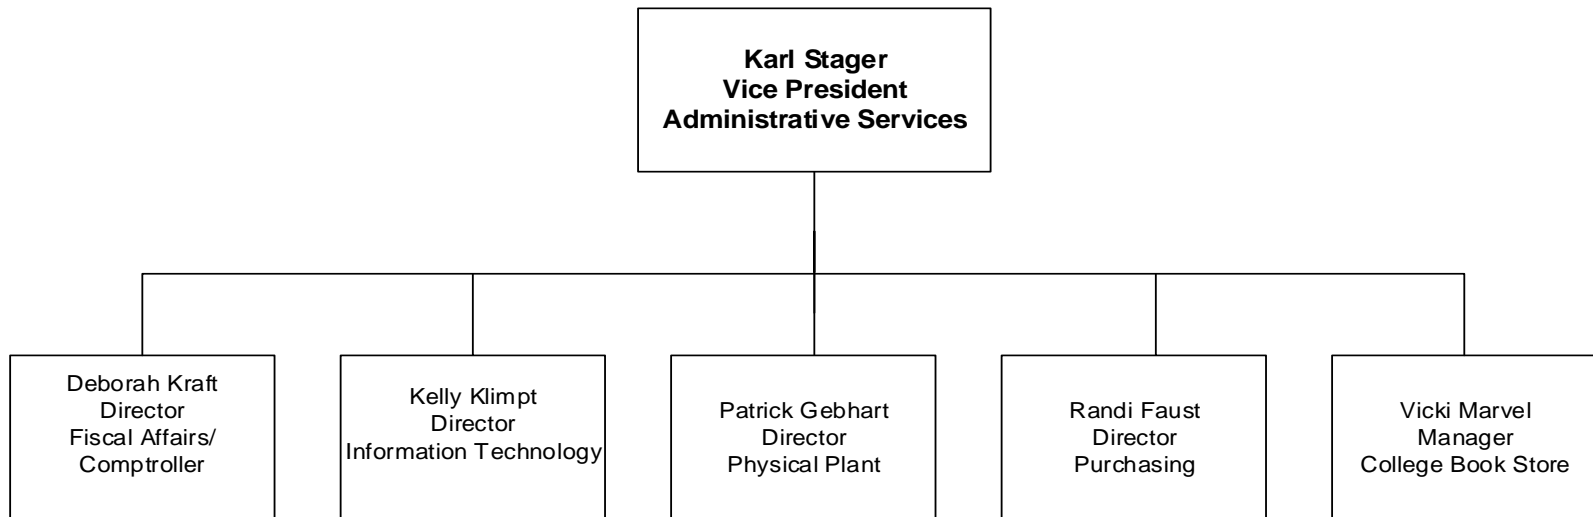 Karl Stager
Vice President
Administrative Services
Deborah Kraft
Director
Fiscal Affairs/
Comptroller
Kelly Klimpt
Director
Information Technology
Patrick Gebhart
Director
Physical Plant
Randi Faust
Director
Purchasing
Vicki Marvel
Manager
College Book Store